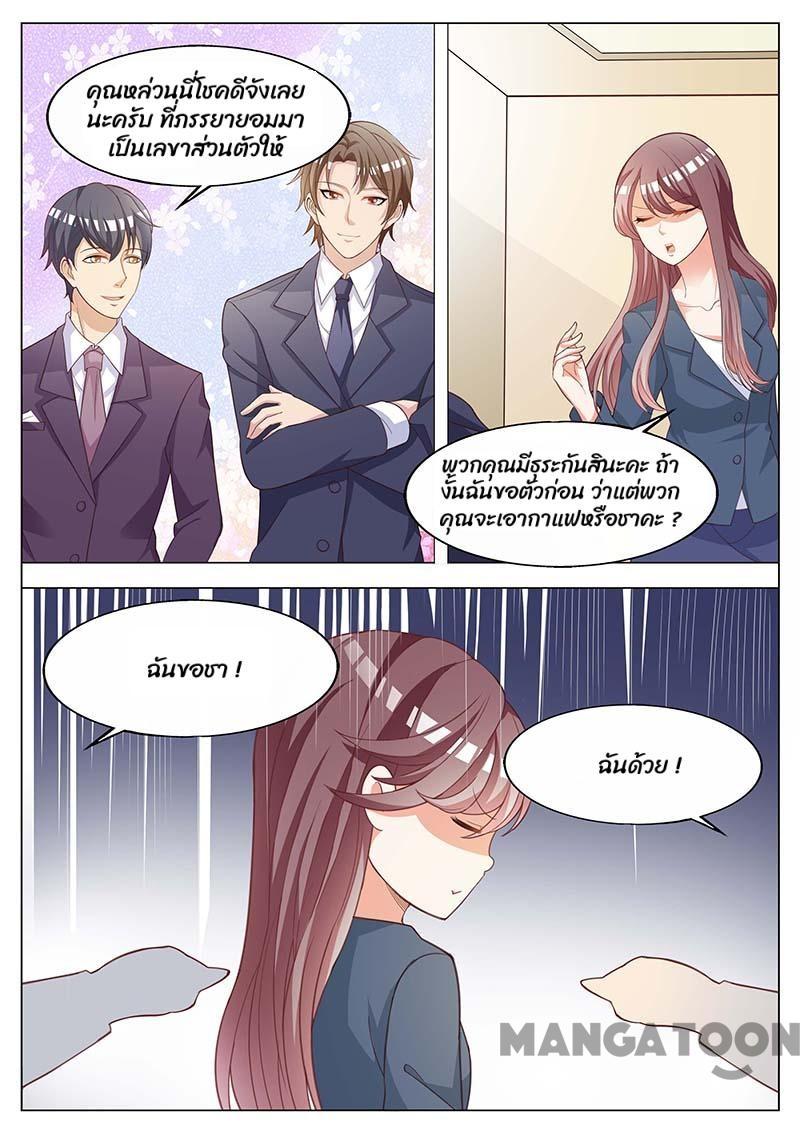 คุณหล่วนนี่โชคดีจังเลย
นะครับ ที่ภรรยายอมมา
เป็นเลขาส่วนตัวให้
พวกคุณมีธุระกันสินะคะ ถ้า
งั้นฉันขอตัวก่อน ว่าแต่พวก
คุณจะเอากาแฟหรือชาคะ ?
ฉันขอชา !
ฉันด้วย !
MANGATOON